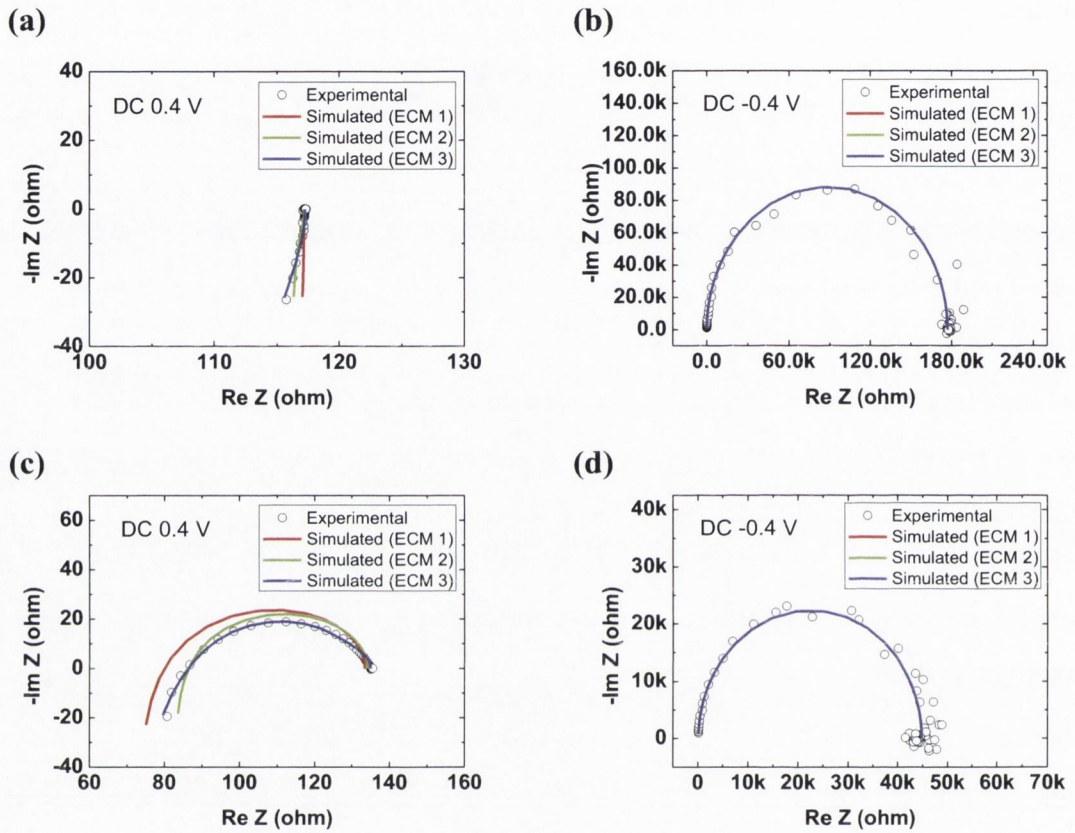 (a)
40
20
0
-20
-40
100
110
120
130
-Im Z (ohm)
Re Z (ohm)
DC 0.4 V
Experimental
Simulated (ECM 1)
Simulated (ECM 2)
Simulated (ECM 3)
(b)
160.0k
140.0k
120.0k
100.0k
80.0k
60.0k
40.0k
20.0k
0.0
0.0
60.0k
120.0k
180.0k
240.0k
-Im Z (ohm)
Re Z (ohm)
DC -0.4 V
Experimental
Simulated (ECM 1)
Simulated (ECM 2)
Simulated (ECM 3)
(c)
60
40
20
0
-20
-40
60
80
100
120
140
160
-Im Z (ohm)
Re Z (ohm)
DC 0.4 V
Experimental
Simulated (ECM 1)
Simulated (ECM 2)
Simulated (ECM 3)
(d)
40k
30k
20k
10k
0
0
10k
20k
30k
40k
50k
60k
70k
-Im Z (ohm)
Re Z (ohm)
DC -0.4 V
Experimental
Simulated (ECM 1)
Simulated (ECM 2)
Simulated (ECM 3)